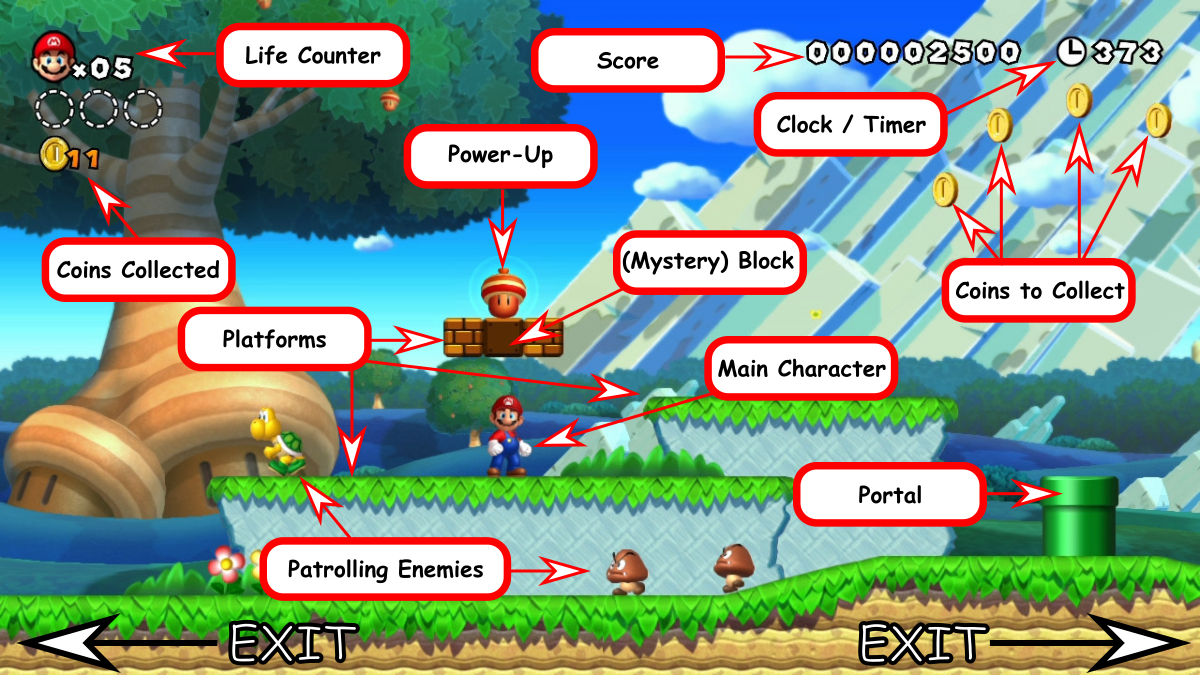 Life Counter
×05
Score
000002500
373
Clock / Timer
11
Power-Up
Coins Collected
(Mystery) Block
Coins to Collect
Platforms
Main Character
Portal
Patrolling Enemies
EXIT
EXIT